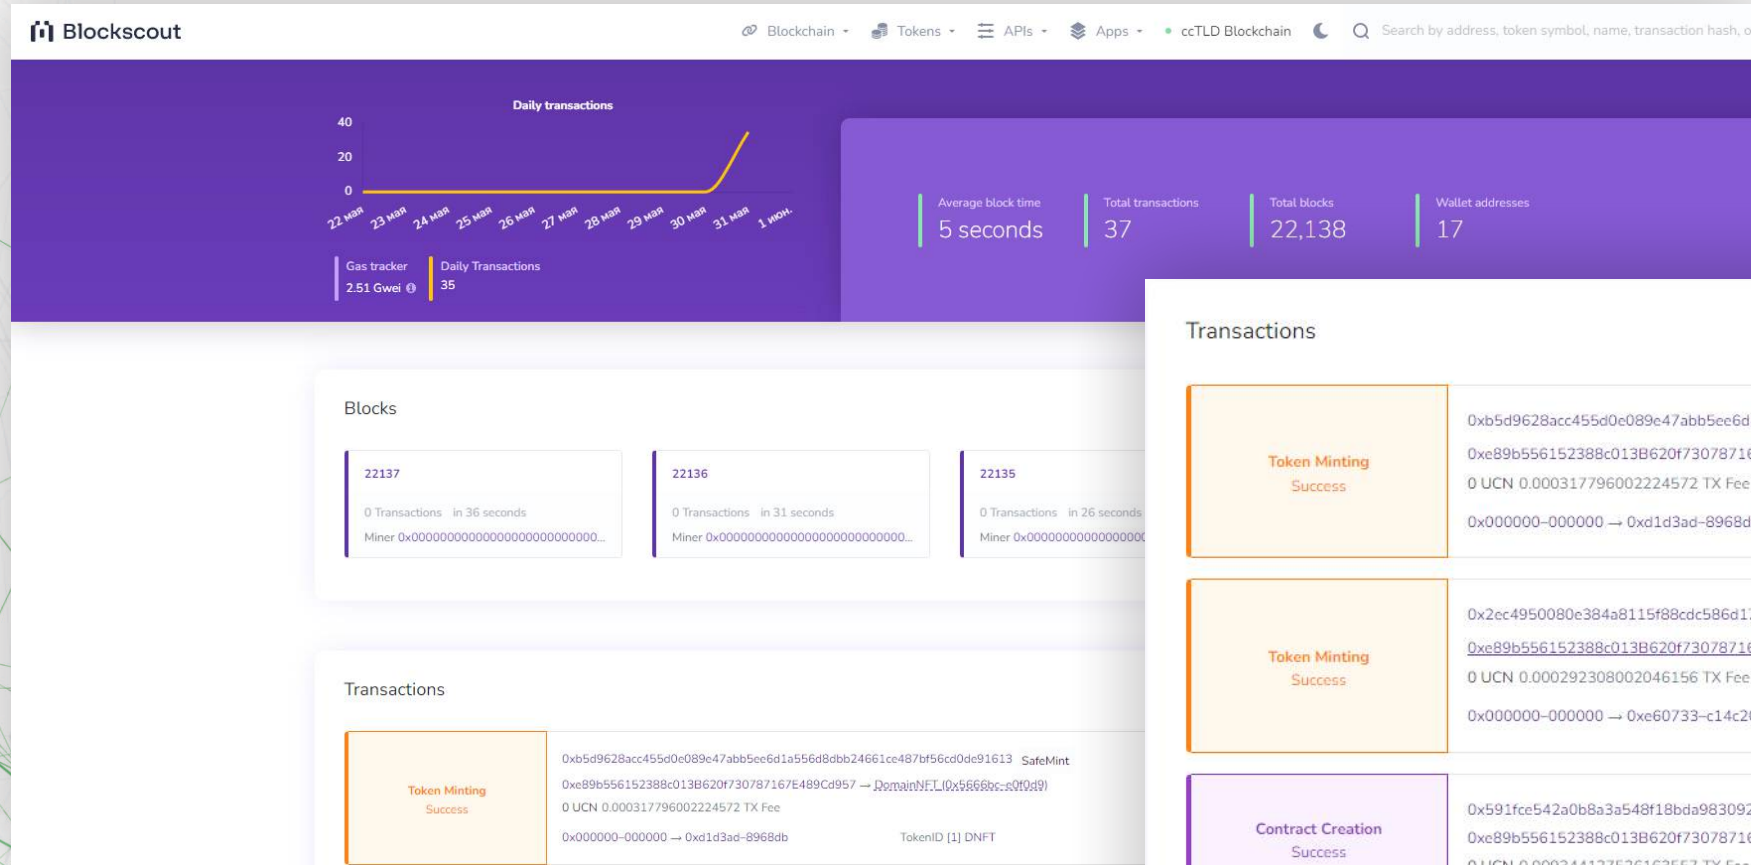 Blockscout
Blockchain
Tokens
APIs
Apps
ccTLD Blockchain
Search by address, token symbol, name, transaction hash, o
Daily transactions
40
20
0
22 мая 23 мая 24 мая 25 мая 26 мая 27 мая 28 мая 29 мая 30 мая 31 мая 1 июн.
Gas tracker
2.51 Gwei
Daily Transactions
35
Average block time
5 seconds
Total transactions
37
Total blocks
22,138
Wallet addresses
17
Blocks
22137
0 Transactions in 36 seconds
Miner 0x00000000000000000000000000...
22136
0 Transactions in 31 seconds
Miner 0x00000000000000000000000000...
22135
0 Transactions in 26 seconds
Transactions
Token Minting
Success
0xb5d9628acc455d0e089e47abb5ee6d1a556d8dbb24661ce487bf56cd0de91613 SafeMint
0xe89b556152388c013B620f730787167E489Cd957 → DomainNFT (0x5666bc-e0f0d9)
0 UCN 0.000317796002224572 TX Fee
0x000000-000000 → 0xd1d3ad-8968db
TokenID [1] DNFT
Transactions
Token Minting
Success
0xb5d9628acc455d0e089e47abb5ee6d
0xe89b556152388c013B620f73078716
0 UCN 0.000317796002224572 TX Fee
0x000000-000000 → 0xd1d3ad-8968d
Token Minting
Success
0x2ec4950080e384a8115f88cdc586d17
0xe89b556152388c013B620f73078716
0 UCN 0.000292308002046156 TX Fee
0x000000-000000 → 0xe60733-c14c20
Contract Creation
Success
0x591fce542a0b8a3a548f18bda983092
0xe89b556152388c013B620f73078716